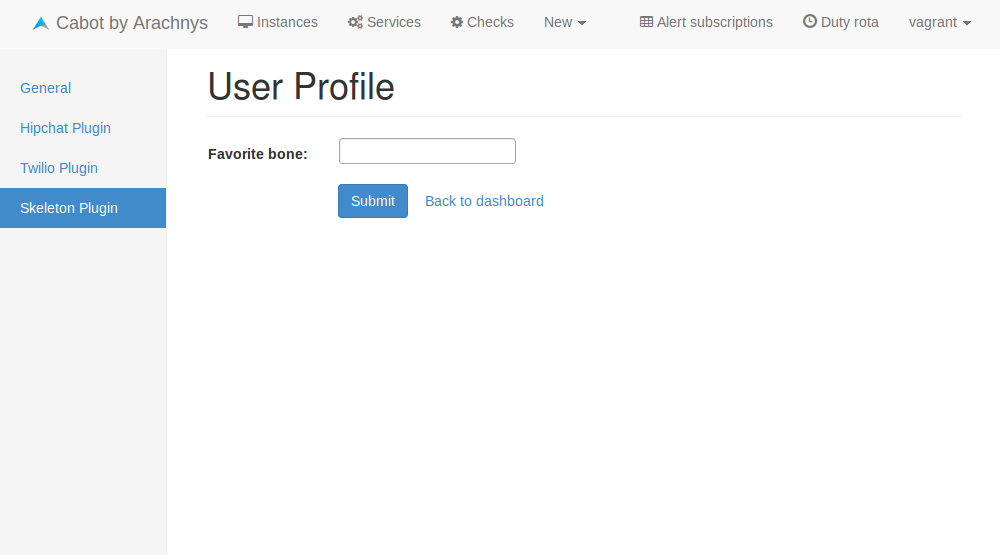 Cabot by Arachnys Instances Services Checks New Alert subscriptions Duty rota vagrant
General
Hipchat Plugin
Twilio Plugin
Skeleton Plugin
User Profile
Favorite bone:
Submit Back to dashboard